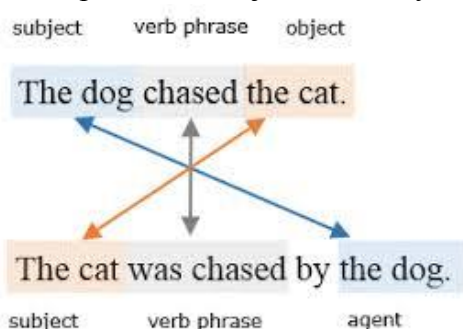 subject verb phrase object
The dog chased the cat.
The cat was chased by the dog.
subject verb phrase agent